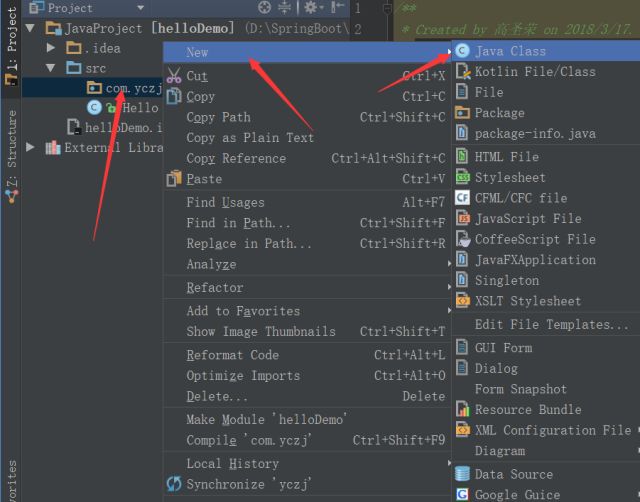 1: Project
Z: Structure
vorites
Project
JavaProject [helloDemo] (D:\SpringBoot\
.idea
src
com.yczj
Hello
helloDemo.i
External Libra
1
2
/**
* Created by 高圣荣 on 2018/3/17.
New
Cut Ctrl+X
Copy Ctrl+C
Copy Path Ctrl+Shift+C
Copy as Plain Text
Copy Reference Ctrl+Alt+Shift+C
Paste Ctrl+V
Find Usages Alt+F7
Find in Path... Ctrl+Shift+F
Replace in Path... Ctrl+Shift+R
Analyze
Refactor
Add to Favorites
Show Image Thumbnails Ctrl+Shift+T
Reformat Code Ctrl+Alt+L
Optimize Imports Ctrl+Alt+O
Delete... Delete
Make Module 'helloDemo'
Compile 'com.yczj' Ctrl+Shift+F9
Local History
Synchronize 'yczj'
Java Class
Kotlin File/Class
File
Package
package-info.java
HTML File
Stylesheet
CFML/CFC file
JavaScript File
CoffeeScript File
JavaFXApplication
Singleton
XSLT Stylesheet
Edit File Templates...
GUI Form
Dialog
Form Snapshot
Resource Bundle
XML Configuration File
Diagram
Data Source
Google Guice